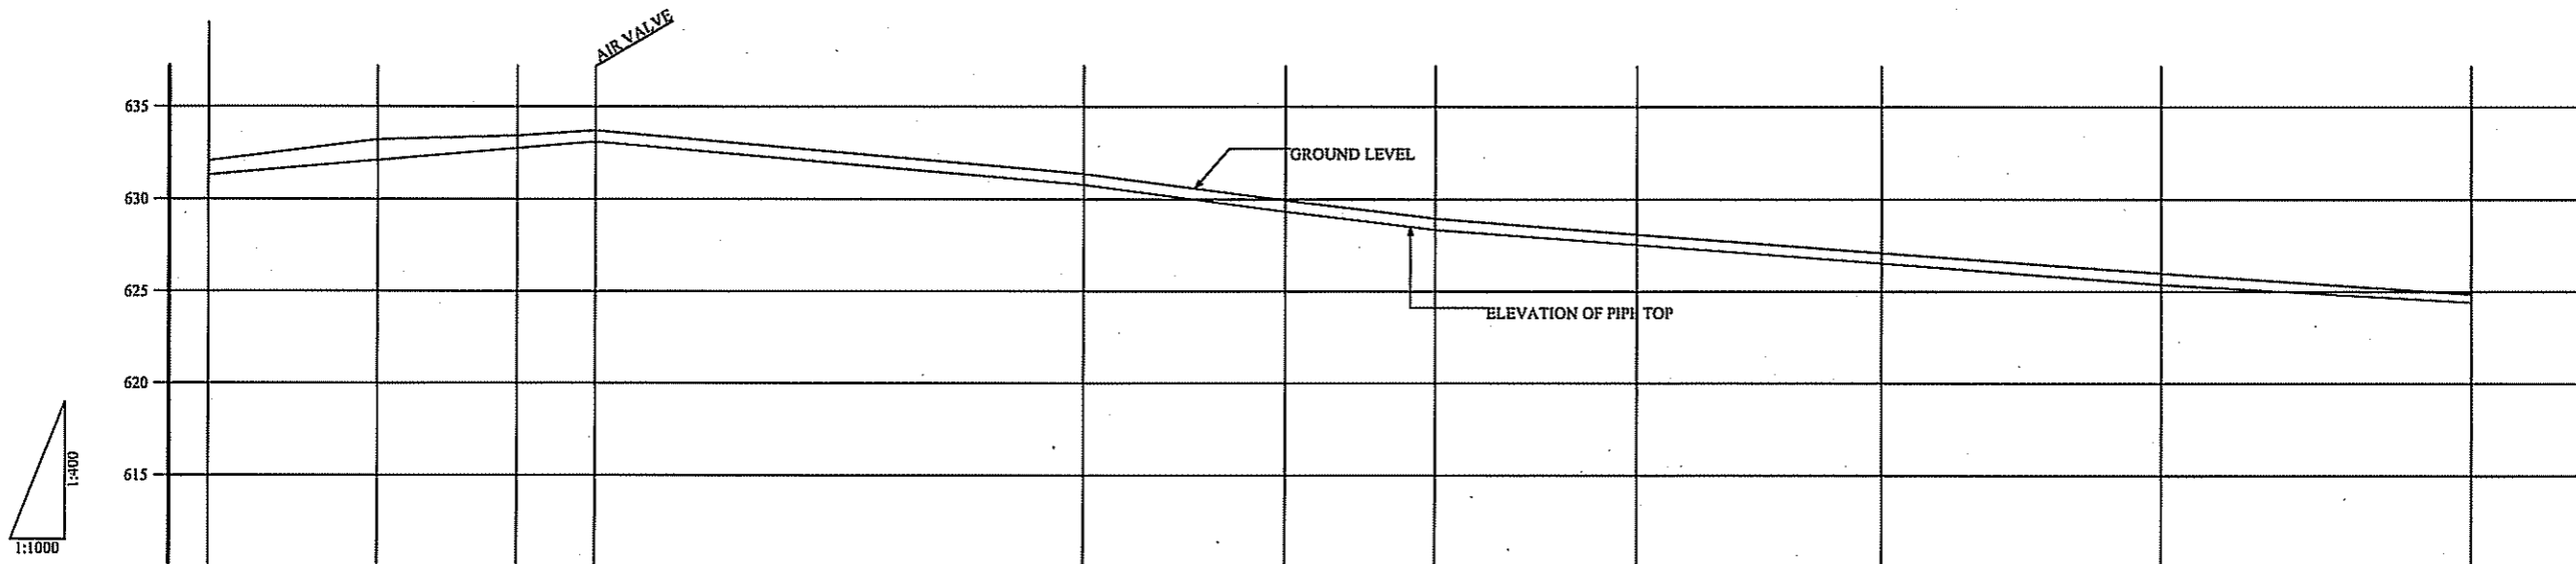 AIR VALVE
635
GROUND LEVEL
630
625
ELEVATION OF PIPE TOP
620
615
1:400
1:1000